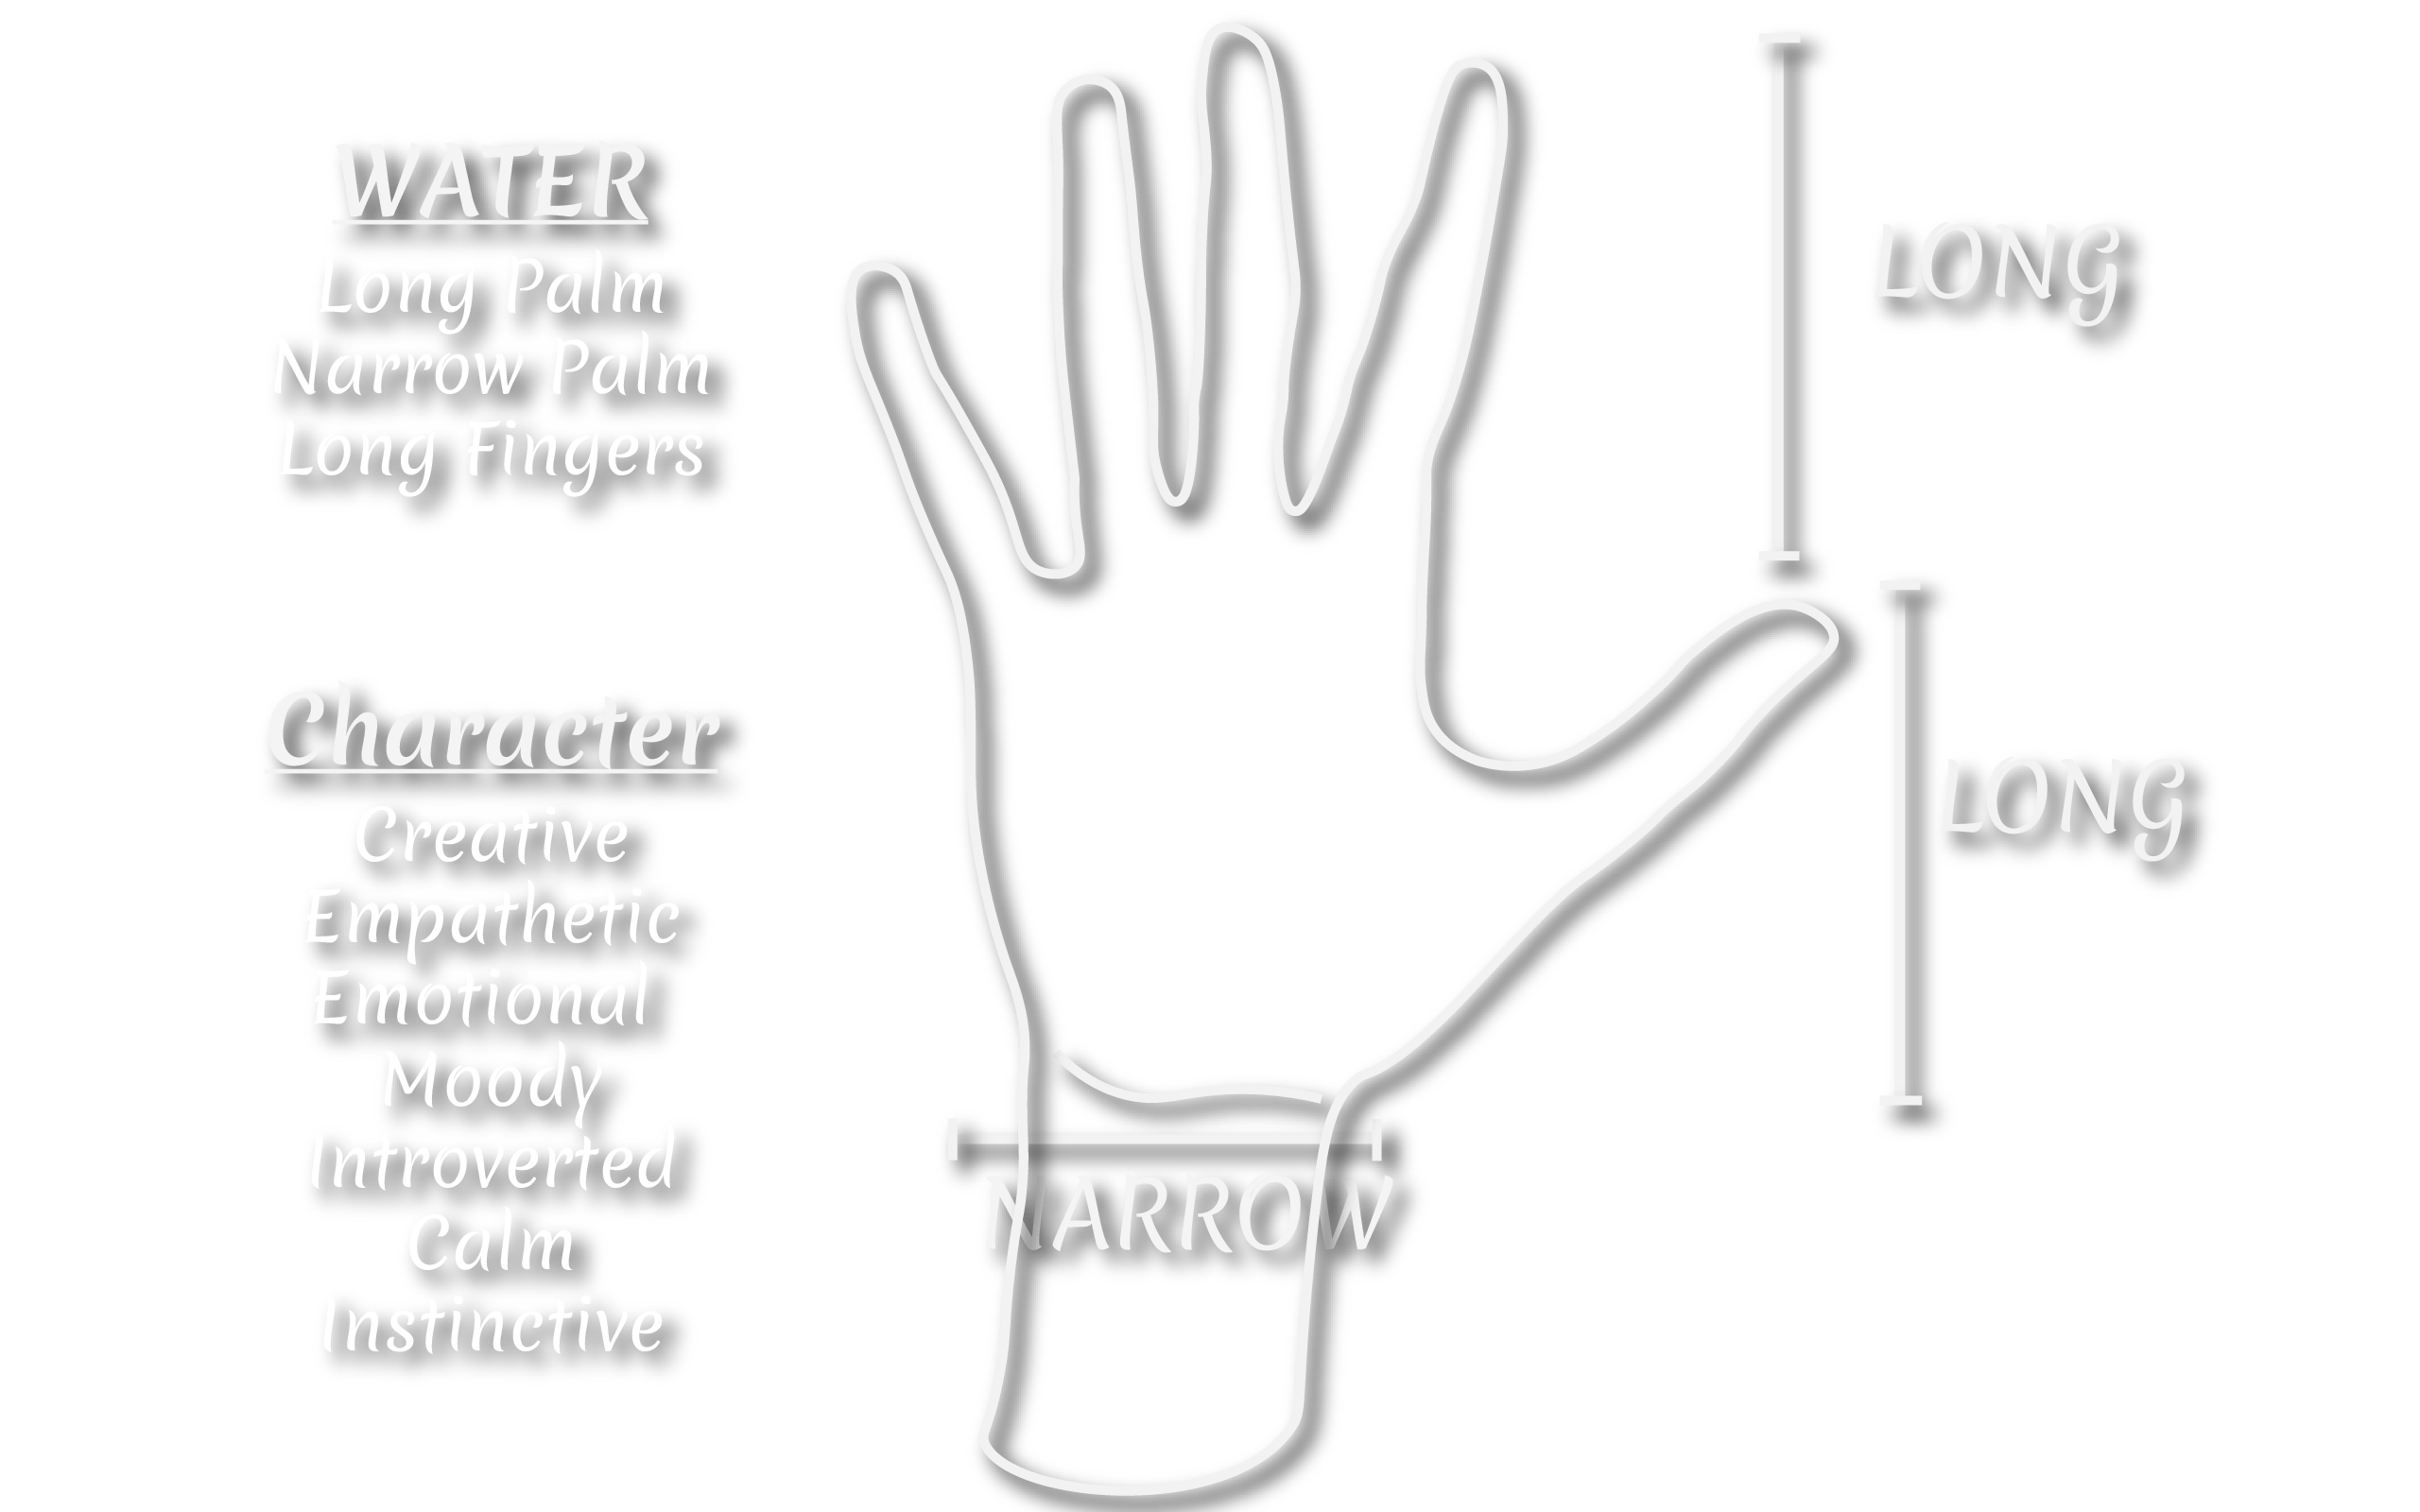 WATER
Long Palm
Narrow Palm
Long Fingers
Character
Creative
Empathetic
Emotional
Moody
Introverted
Calm
Instinctive
LONG
LONG
NARROW